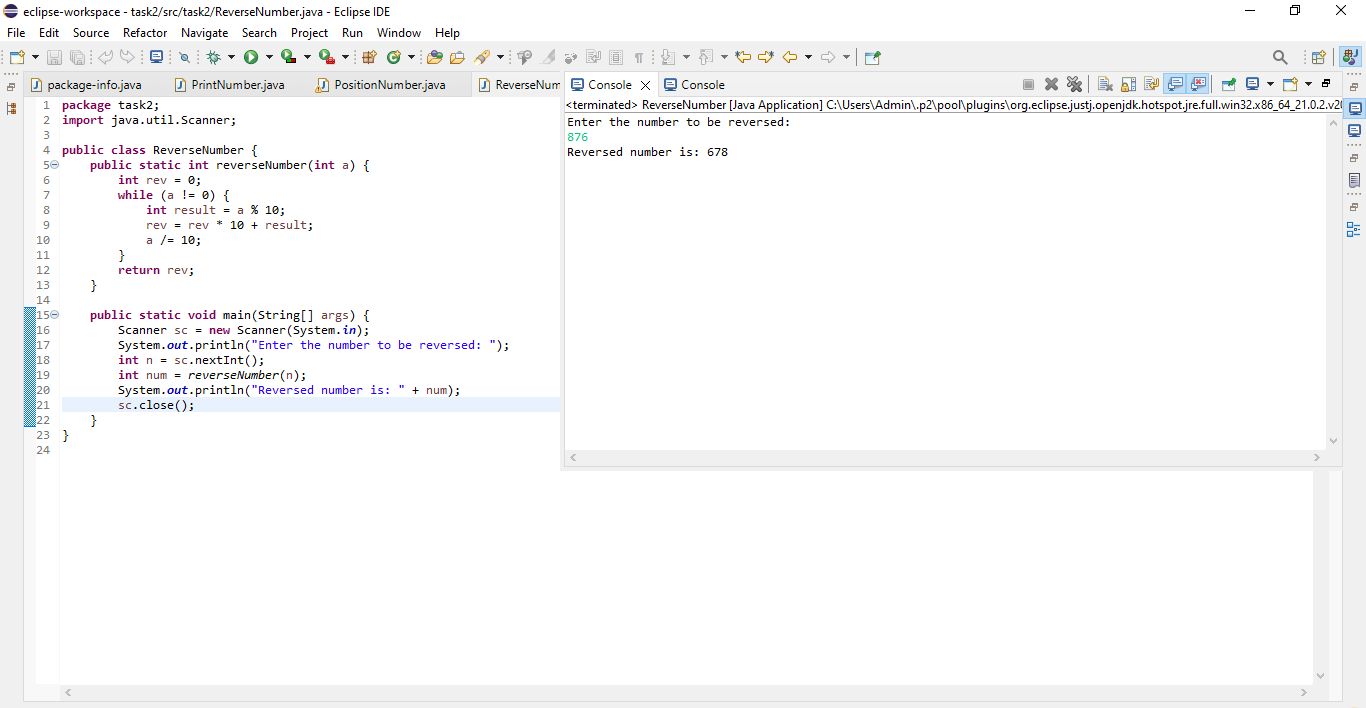 eclipse-workspace - task2/src/task2/ReverseNumber.java - Eclipse IDE
File Edit Source Refactor Navigate Search Project Run Window Help
package-info.java PrintNumber.java PositionNumber.java ReverseNum
1 package task2;
2 import java.util.Scanner;
3
4 public class ReverseNumber {
5 public static int reverseNumber(int a) {
6 int rev = 0;
7 while (a != 0) {
8 int result = a % 10;
9 rev = rev * 10 + result;
10 a /= 10;
11 }
12 return rev;
13 }
14
15 public static void main(String[] args) {
16 Scanner sc = new Scanner(System.in);
17 System.out.println("Enter the number to be reversed: ");
18 int n = sc.nextInt();
19 int num = reverseNumber(n);
20 System.out.println("Reversed number is: " + num);
21 sc.close();
22 }
23 }
24
Console Console
<terminated> ReverseNumber [Java Application] C:\Users\Admin\.p2\pool\plugins\org.eclipse.justj.openjdk.hotspot.jre.full.win32.x86_64_21.0.2.v20
Enter the number to be reversed:
876
Reversed number is: 678